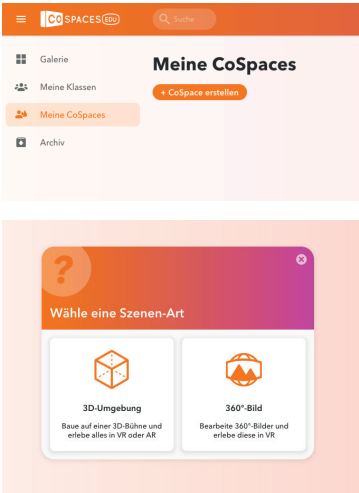 COSPACES EDU
Suche
Galerie
Meine Klassen
Meine CoSpaces
Archiv
Meine CoSpaces
+ CoSpace erstellen
?
Wähle eine Szenen-Art
3D-Umgebung
Baue auf einer 3D-Bühne und
erlebe alles in VR oder AR
360°-Bild
Bearbeite 360°-Bilder und
erlebe diese in VR